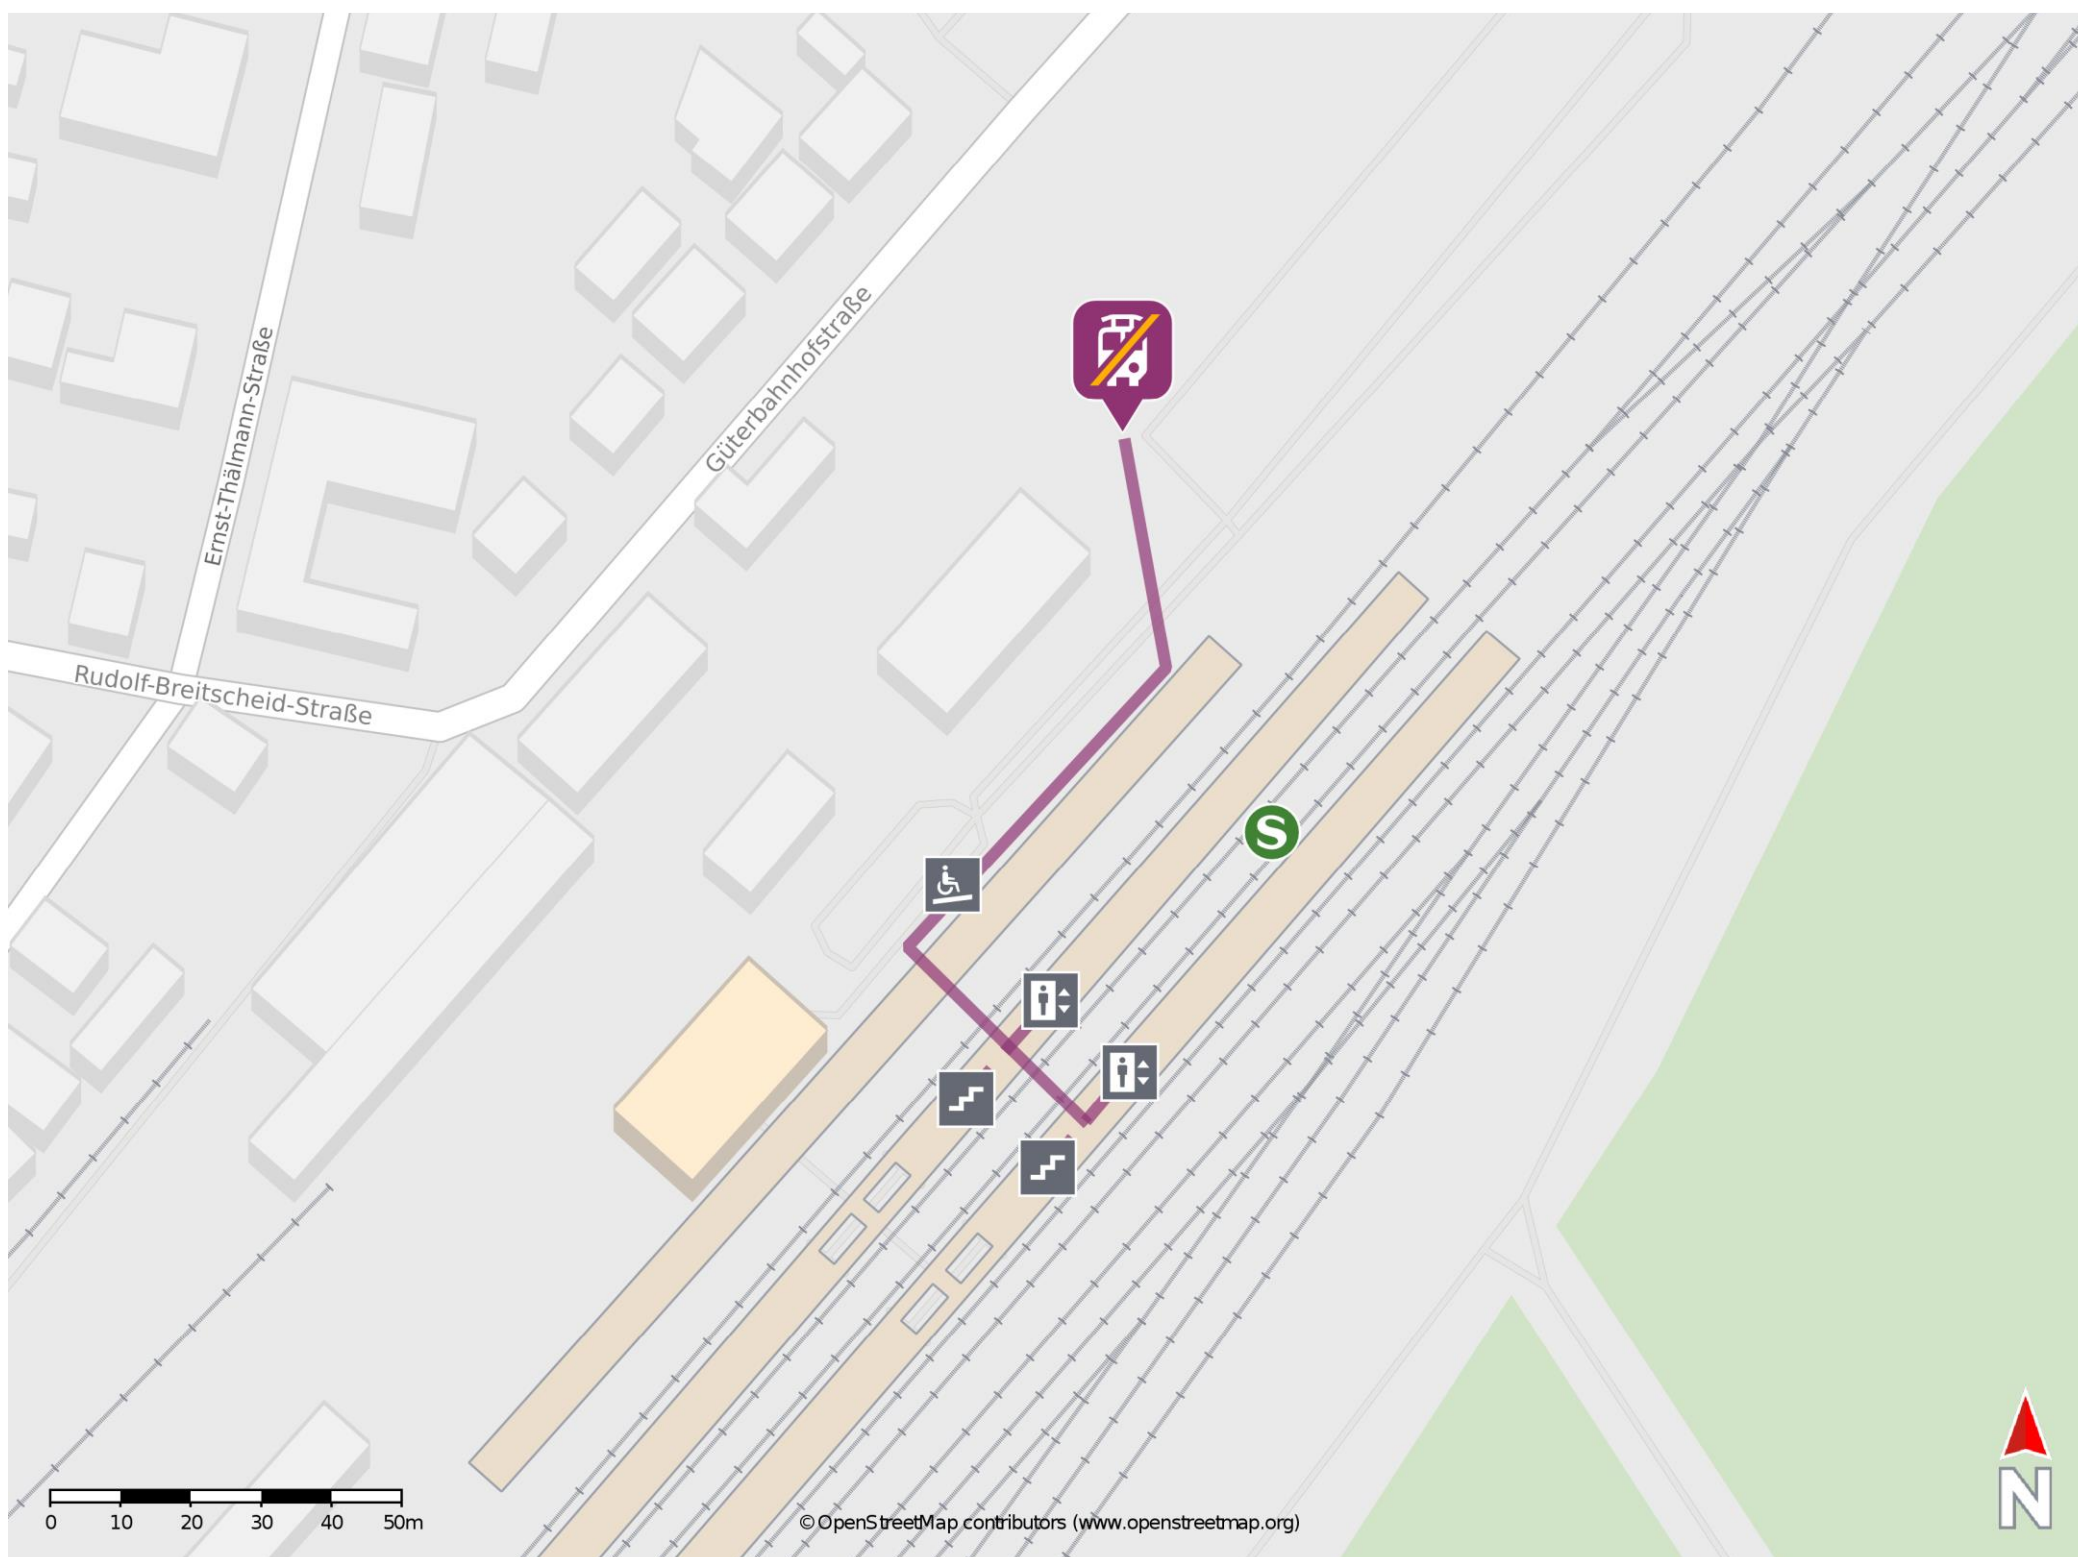 Güterbahnhofstraße
Ernst-Thälmann-Straße
Rudolf-Breitscheid-Straße
S
0 10 20 30 40 50m
© OpenStreetMap contributors (www.openstreetmap.org)
N